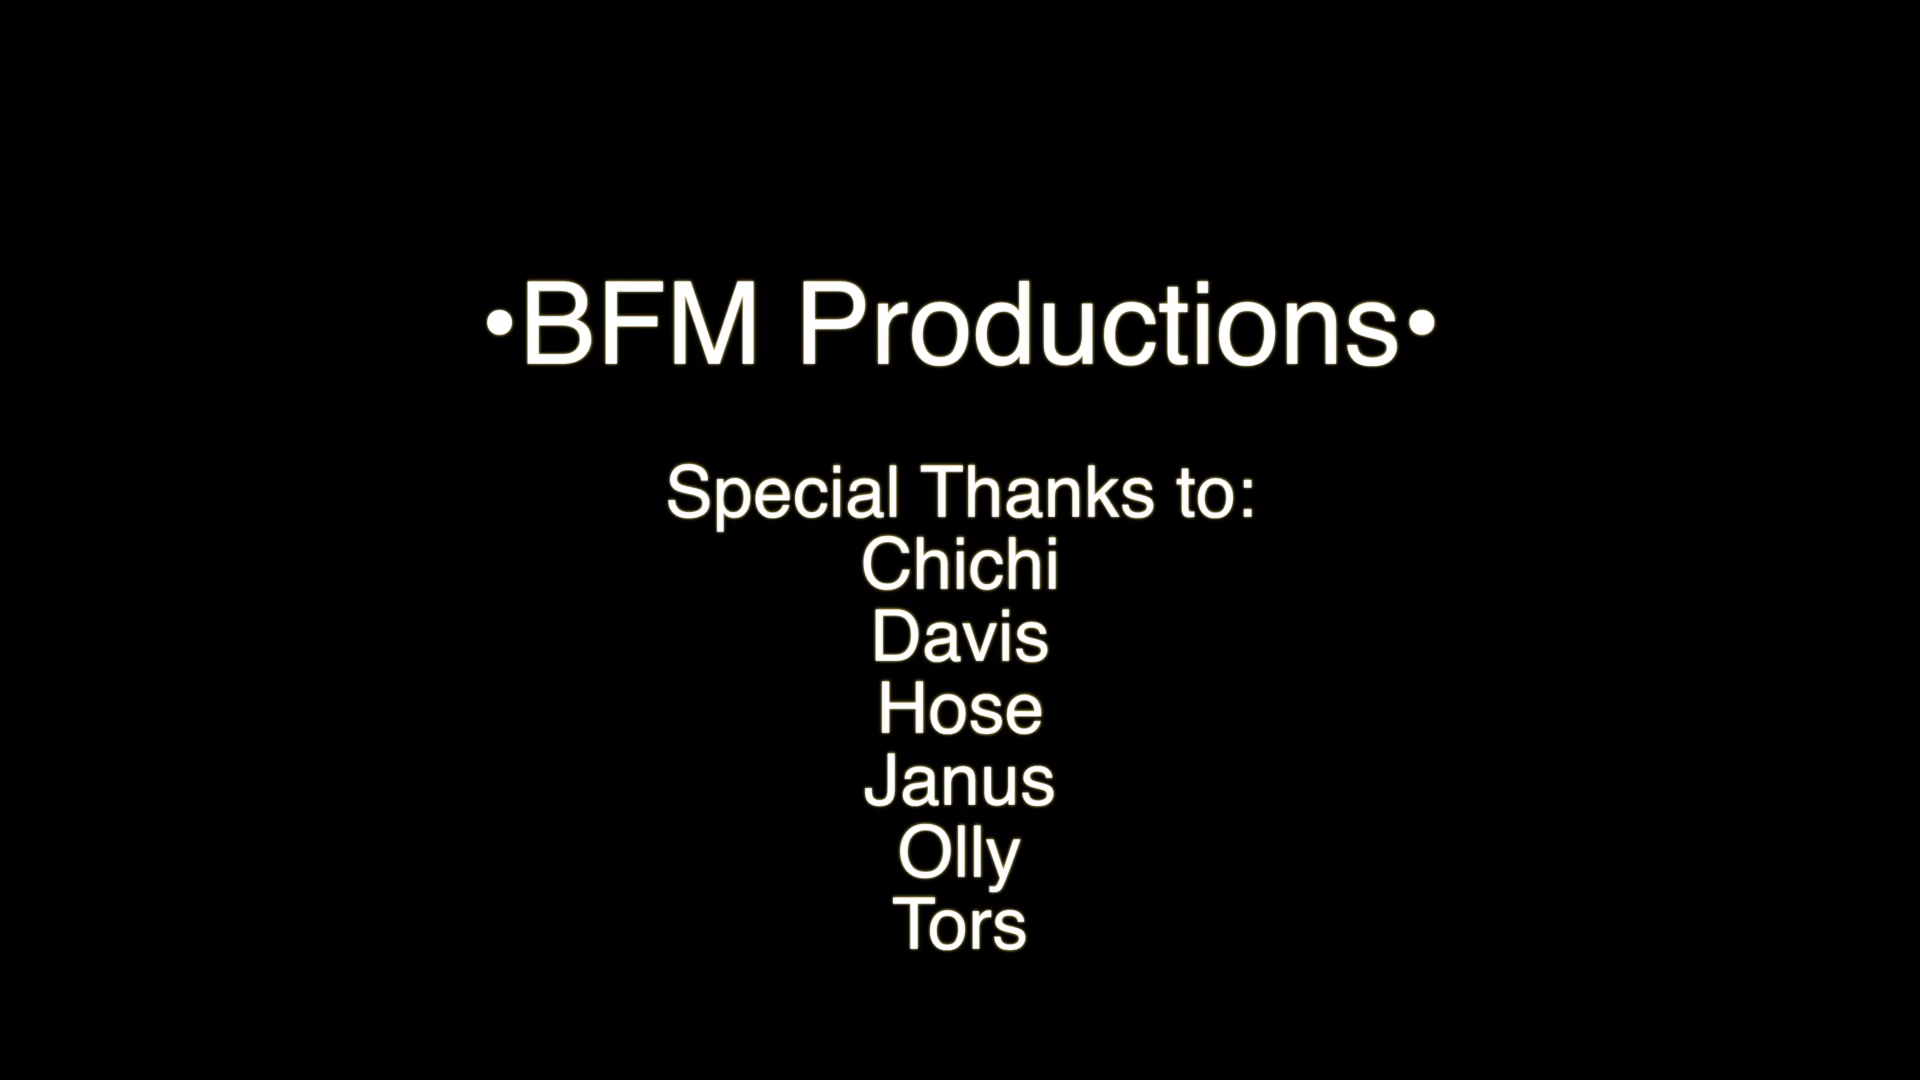 •BFM Productions•
Special Thanks to:
Chichi
Davis
Hose
Janus
Olly
Tors